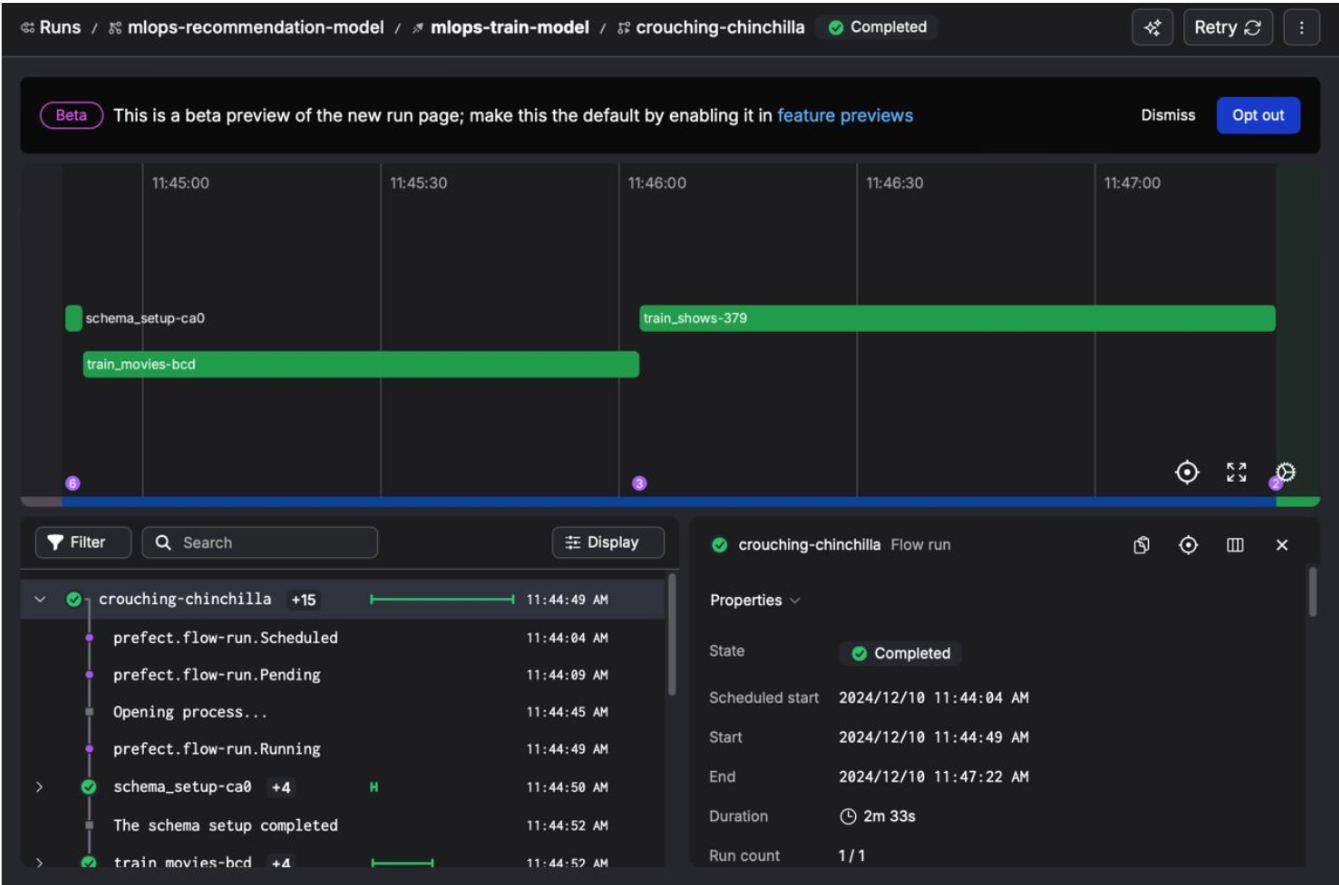 Runs / mlops-recommendation-model / mlops-train-model / crouching-chinchilla Completed Retry
Beta This is a beta preview of the new run page; make this the default by enabling it in feature previews Dismiss Opt out
11:45:00 11:45:30 11:46:00 11:46:30 11:47:00
schema_setup-ca0 train_shows-379
train_movies-bcd
6 3 2
Filter Search Display
crouching-chinchilla +15 11:44:49 AM
prefect.flow-run.Scheduled 11:44:04 AM
prefect.flow-run.Pending 11:44:09 AM
Opening process... 11:44:45 AM
prefect.flow-run.Running 11:44:49 AM
schema_setup-ca0 +4 11:44:50 AM
The schema setup completed 11:44:52 AM
train_movies-bcd +4 11:44:52 AM
crouching-chinchilla Flow run
Properties
State Completed
Scheduled start 2024/12/10 11:44:04 AM
Start 2024/12/10 11:44:49 AM
End 2024/12/10 11:47:22 AM
Duration 2m 33s
Run count 1/1